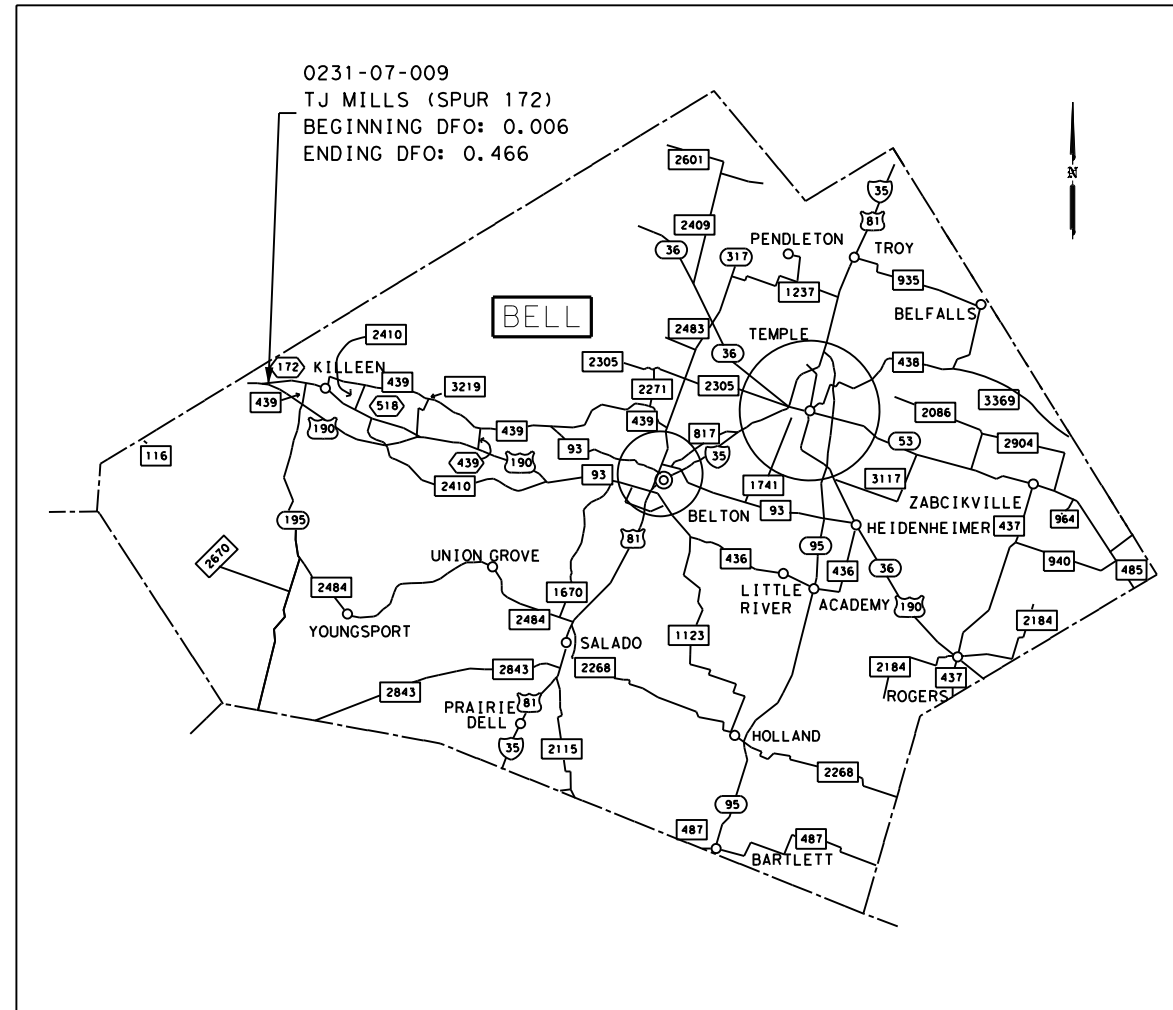 0231-07-009
TJ MILLS (SPUR 172)
BEGINNING DFO: 0.006
ENDING DFO: 0.466
N
2601
35
81
2409
PENDLETON
TROY
36
317
935
1237
BELFALLS
BELL
2410
2483
TEMPLE
36
172
KILLEEN
2305
438
439
3219
2305
2271
439
518
3369
2086
190
439
817
439
53
2904
93
35
116
439
190
93
3117
2410
1741
ZABCIKVILLE
BELTON
93
964
195
HEIDENHEIMER
437
81
95
UNION GROVE
436
436
36
940
2670
485
2484
1670
LITTLE
RIVER
ACADEMY
190
2484
2184
YOUNGSPORT
SALADO
1123
2843
2268
2184
437
2843
ROGERS
PRAIRIE
DELL
81
35
2115
HOLLAND
2268
95
487
487
BARTLETT